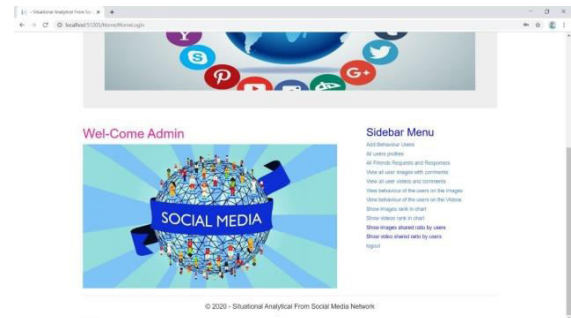 - Situational Analytical From Soc
localhost:51205/Home/HomeLogin
G+
Wel-Come Admin
SOCIAL MEDIA
Sidebar Menu
Add Behaviour Users
All users profiles
All Friends Requests and Responses
View all user images with comments
View all user videos and comments
View behaviour of the users on the Images
View behaviour of the users on the Videos
Show images rank in chart
Show videos rank in chart
Show images shared ratio by users
Show video shared ratio by users
logout
© 2020 - Situational Analytical From Social Media Network